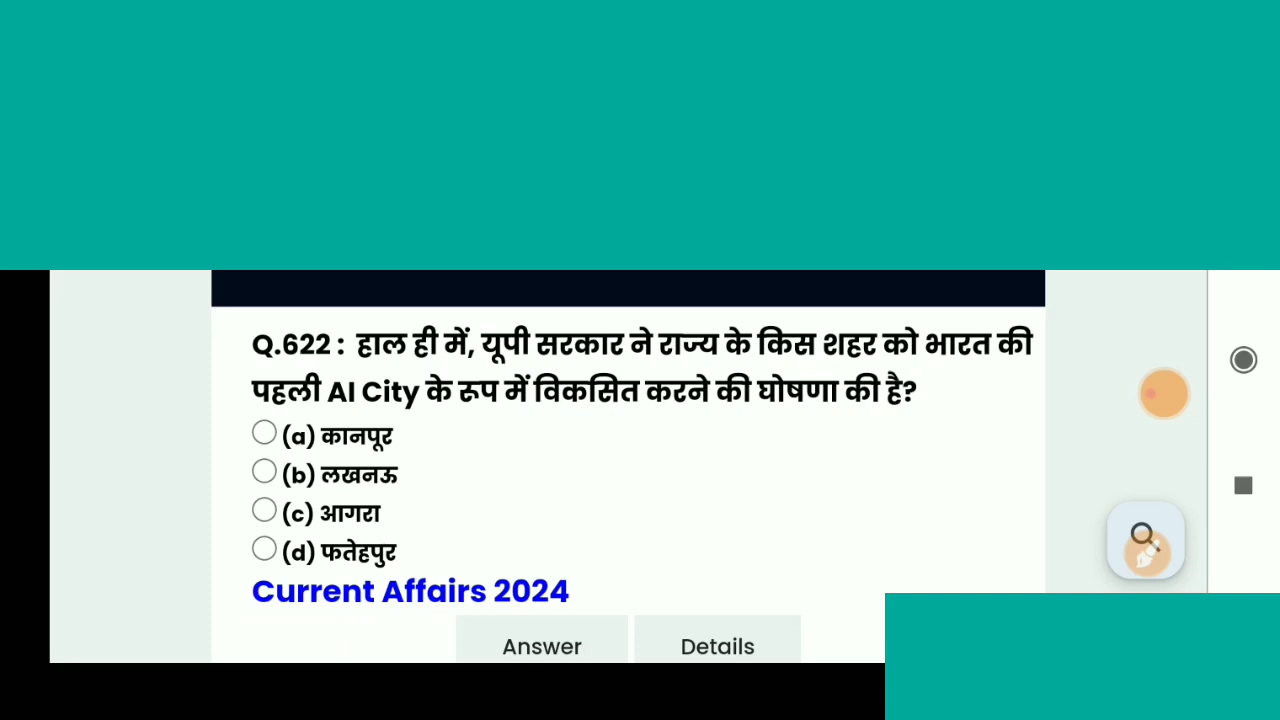 Q.622 : हाल ही में, यूपी सरकार ने राज्य के किस शहर को भारत की
पहली AI City के रूप में विकसित करने की घोषणा की है?
(a) कानपूर
(b) लखनऊ
(c) आगरा
(d) फतेहपुर
Current Affairs 2024
Answer Details